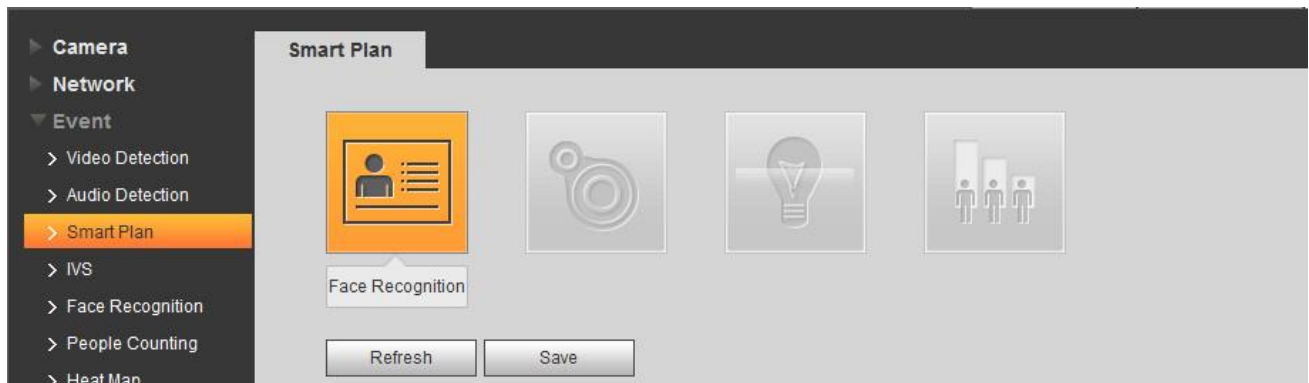 Camera
Network
Event
Video Detection
Audio Detection
Smart Plan
IVS
Face Recognition
People Counting
Heat Map
Smart Plan
Face Recognition
Refresh
Save